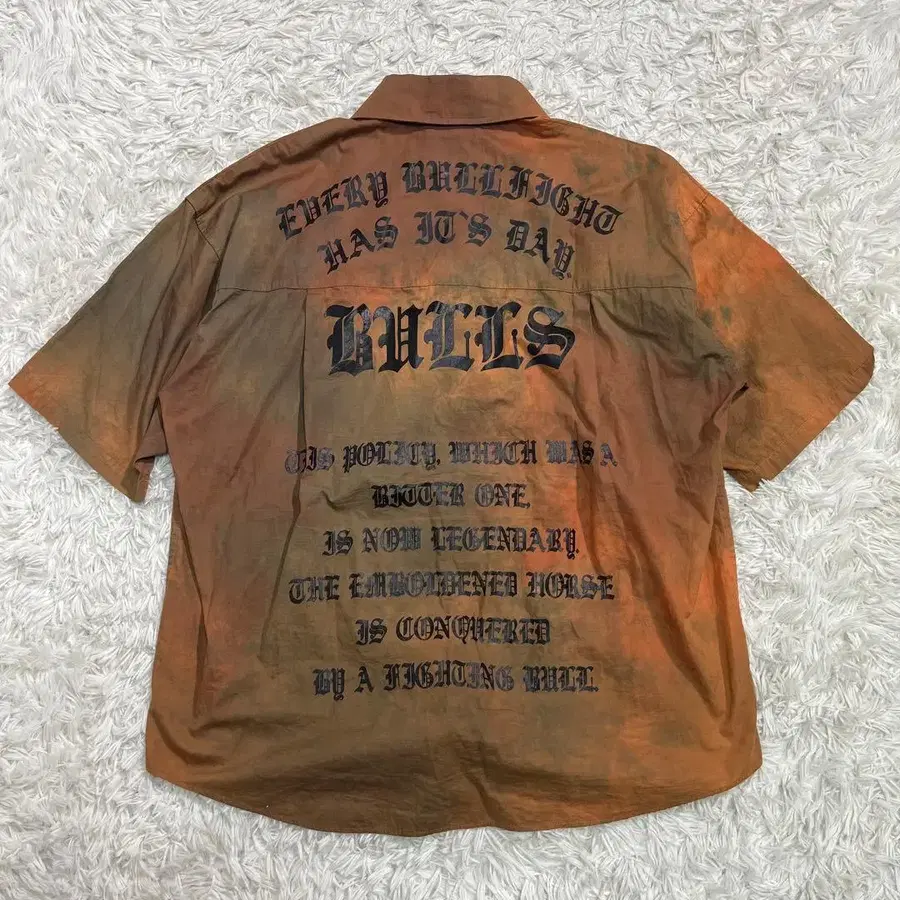 EVERY BULLFIGHT
HAS IT'S DAY.
BULLS
TIS POLICY, WHICH WAS A
BITTER ONE,
IS NOW LEGENDARY.
THE EMBOLDENED HORSE
IS CONQUERED
BY A FIGHTING BULL.